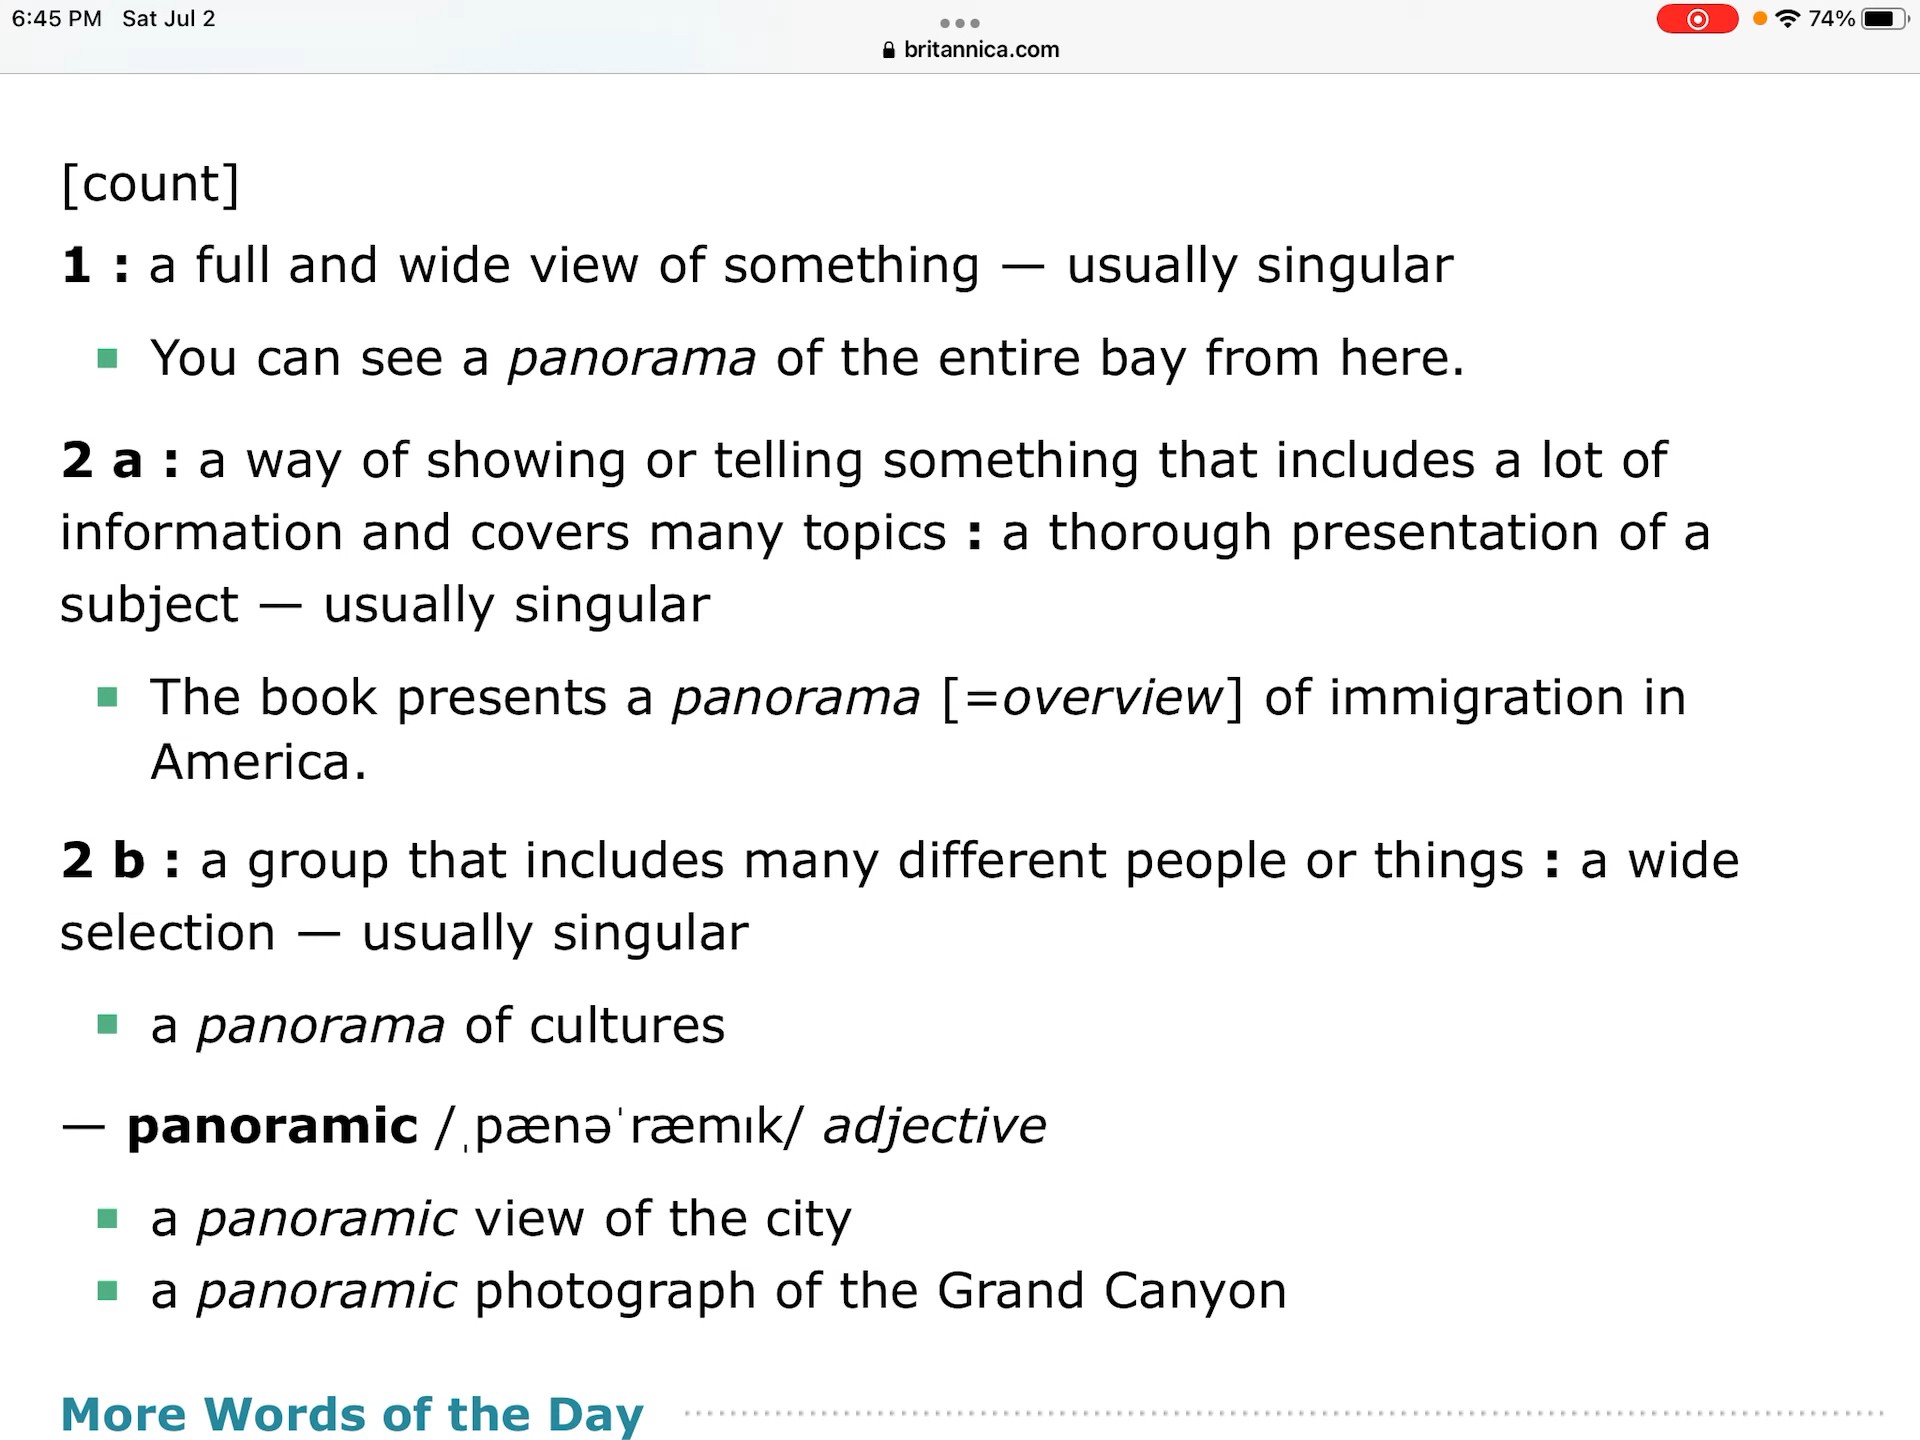 6:45 PM Sat Jul 2
74%
britannica.com
[count]
1 : a full and wide view of something — usually singular
You can see a panorama of the entire bay from here.
2 a : a way of showing or telling something that includes a lot of
information and covers many topics : a thorough presentation of a
subject — usually singular
The book presents a panorama [=overview] of immigration in
America.
2 b : a group that includes many different people or things : a wide
selection — usually singular
a panorama of cultures
— panoramic /ˌpænəˈræmɪk/ adjective
a panoramic view of the city
a panoramic photograph of the Grand Canyon
More Words of the Day